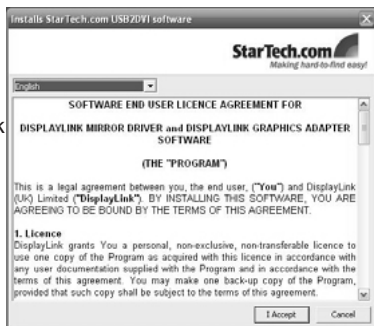 Installs StarTech.com USB2DVI software
StarTech.com
Making hard-to-find easy!
English
SOFTWARE END USER LICENCE AGREEMENT FOR
k
DISPLAYLINK MIRROR DRIVER and DISPLAYLINK GRAPHICS ADAPTER
SOFTWARE
(THE "PROGRAM")
This is a legal agreement between you, the end user, ("You") and DisplayLink
(UK) Limited ("DisplayLink"). BY INSTALLING THIS SOFTWARE, YOU ARE
AGREEING TO BE BOUND BY THE TERMS OF THIS AGREEMENT.
1. Licence
DisplayLink grants You a personal, non-exclusive, non-transferable licence to
use one copy of the Program as acquired with this licence in accordance with
any user documentation supplied with the Program and in accordance with the
terms of this agreement. You may make one back-up copy of the Program,
provided that such copy shall be subject to the terms of this agreement.
I Accept
Cancel